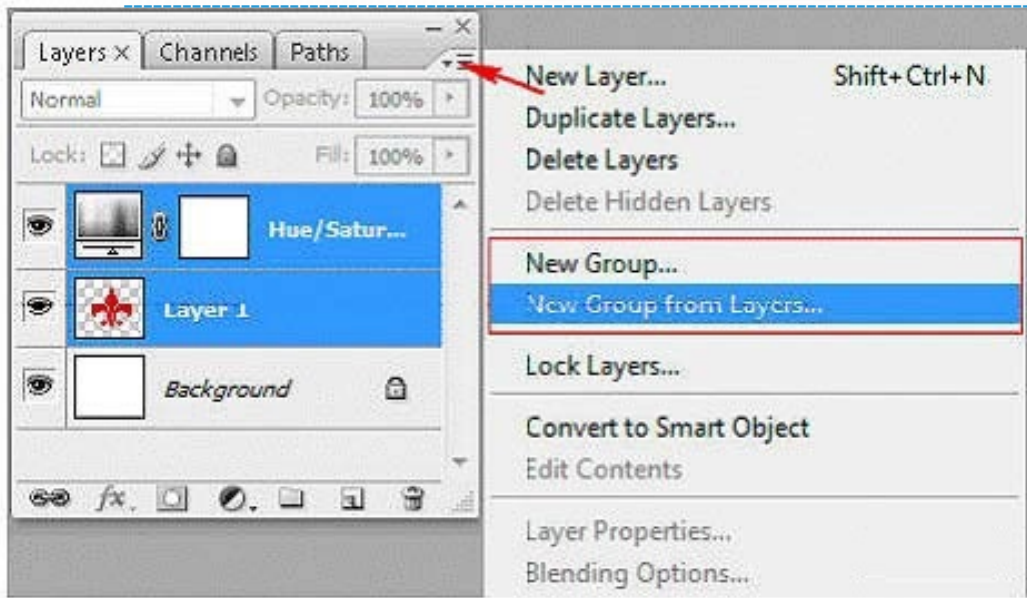 Layers × Channels Paths
Normal Opacity: 100%
Lock: Fill: 100%
Hue/Satur...
Layer 1
Background
fx.
New Layer... Shift+Ctrl+N
Duplicate Layers...
Delete Layers
Delete Hidden Layers
New Group...
New Group from Layers...
Lock Layers...
Convert to Smart Object
Edit Contents
Layer Properties...
Blending Options...